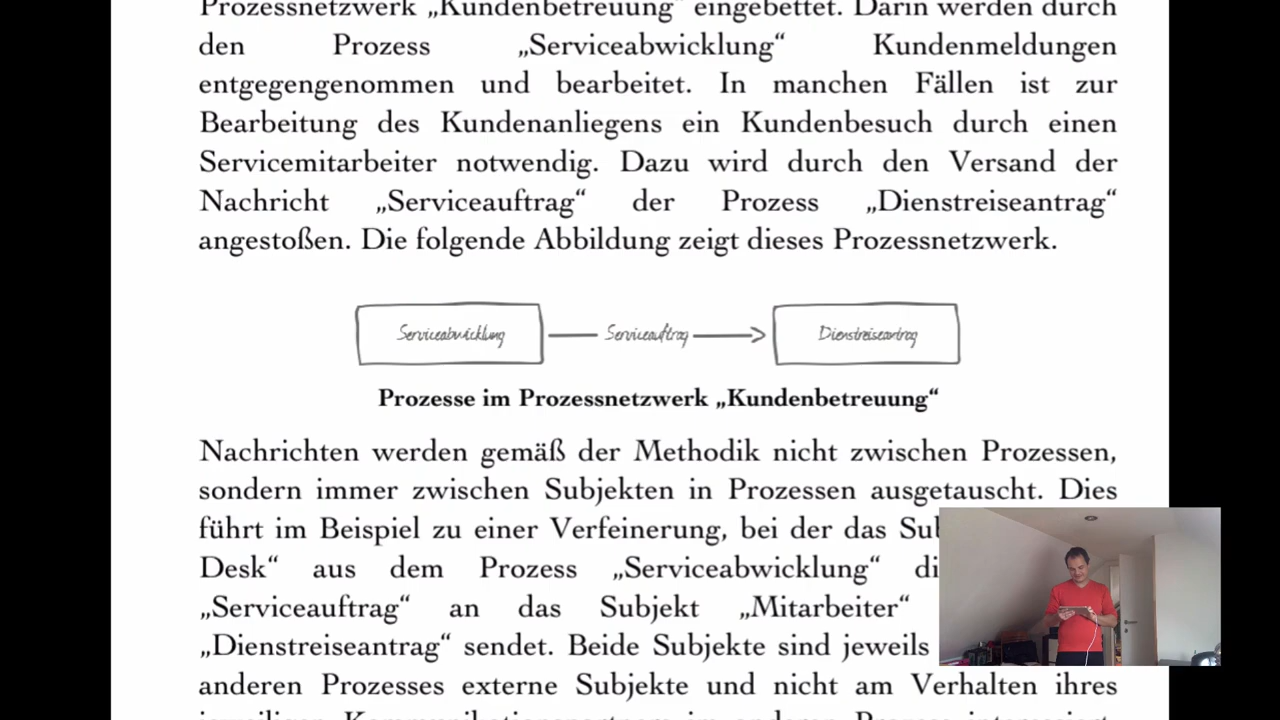 Prozessnetzwerk „Kundenbetreuung“ eingebettet. Darin werden durch
den Prozess „Serviceabwicklung“ Kundenmeldungen
entgegengenommen und bearbeitet. In manchen Fällen ist zur
Bearbeitung des Kundenanliegens ein Kundenbesuch durch einen
Servicemitarbeiter notwendig. Dazu wird durch den Versand der
Nachricht „Serviceauftrag“ der Prozess „Dienstreiseantrag“
angestoßen. Die folgende Abbildung zeigt dieses Prozessnetzwerk.
Serviceabwicklung Serviceauftrag Dienstreiseantrag
Prozesse im Prozessnetzwerk „Kundenbetreuung“
Nachrichten werden gemäß der Methodik nicht zwischen Prozessen,
sondern immer zwischen Subjekten in Prozessen ausgetauscht. Dies
führt im Beispiel zu einer Verfeinerung, bei der das
Desk“ aus dem Prozess „Serviceabwicklung“
„Serviceauftrag“ an das Subjekt „Mitarbeiter“
„Dienstreiseantrag“ sendet. Beide Subjekte sind jeweils
anderen Prozesses externe Subjekte und nicht am Verhalten ihres